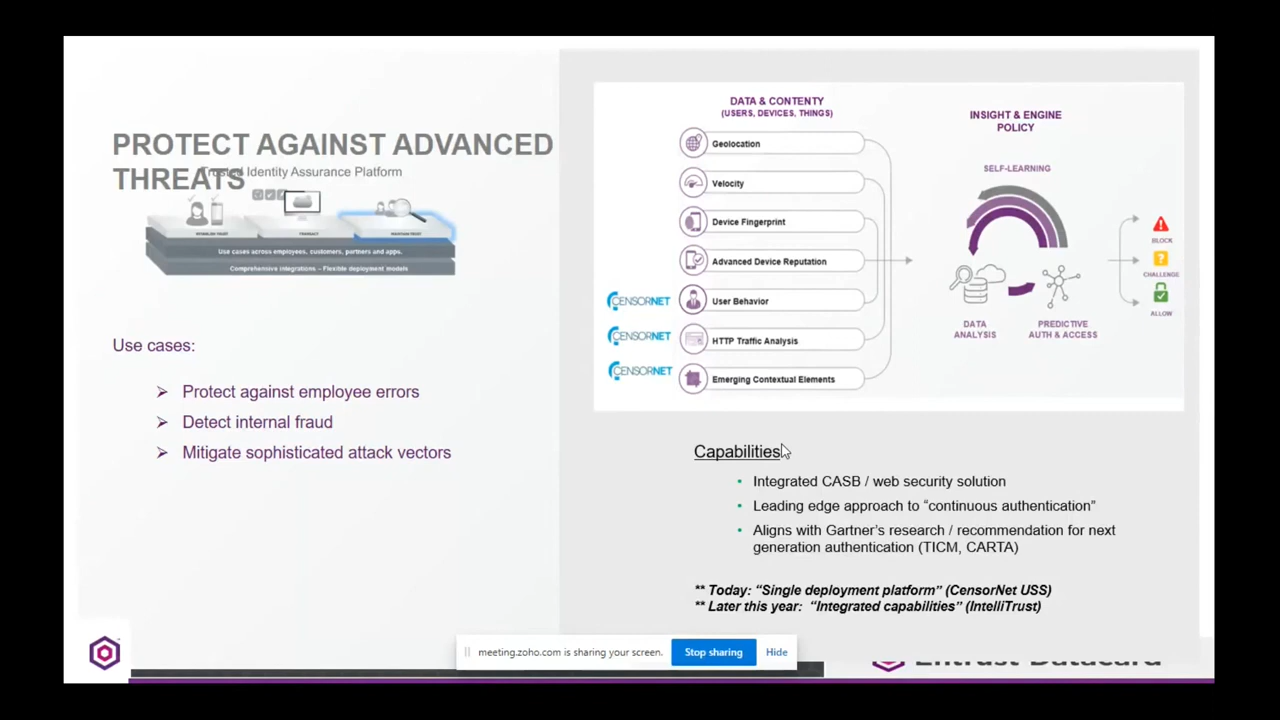 PROTECT AGAINST ADVANCED
THREATS
Trusted Identity Assurance Platform
Use cases across employees, customers, partners and apps.
Comprehensive integrations – Flexible deployment models
Use cases:
Protect against employee errors
Detect internal fraud
Mitigate sophisticated attack vectors
DATA & CONTENTY
(USERS, DEVICES, THINGS)
Geolocation
Velocity
Device Fingerprint
Advanced Device Reputation
CENSORNET
User Behavior
CENSORNET
HTTP Traffic Analysis
CENSORNET
Emerging Contextual Elements
INSIGHT & ENGINE
POLICY
SELF-LEARNING
DATA
ANALYSIS
PREDICTIVE
AUTH & ACCESS
BLOCK
CHALLENGE
ALLOW
Capabilities
Integrated CASB / web security solution
Leading edge approach to “continuous authentication”
Aligns with Gartner’s research / recommendation for next
generation authentication (TICM, CARTA)
** Today: “Single deployment platform” (CensorNet USS)
** Later this year: “Integrated capabilities” (IntelliTrust)
meeting.zoho.com is sharing your screen.
Stop sharing
Hide
Entrust Datacard